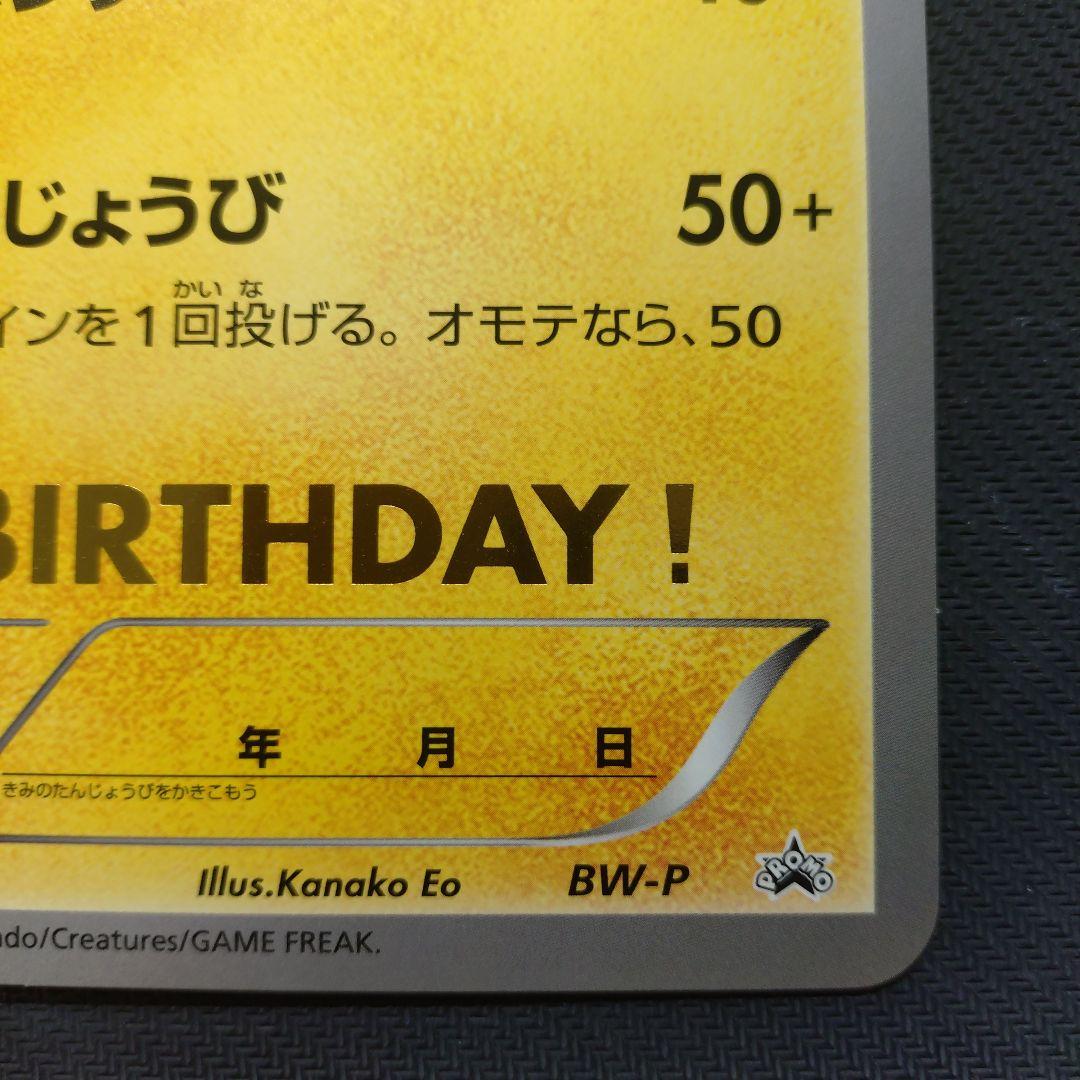 じょうび 50+
かい な
インを1回投げる。オモテなら、50
BIRTHDAY!
年 月 日
きみのたんじょうびをかきこもう
Illus.Kanako Eo BW-P PROMO
ndo/Creatures/GAME FREAK.